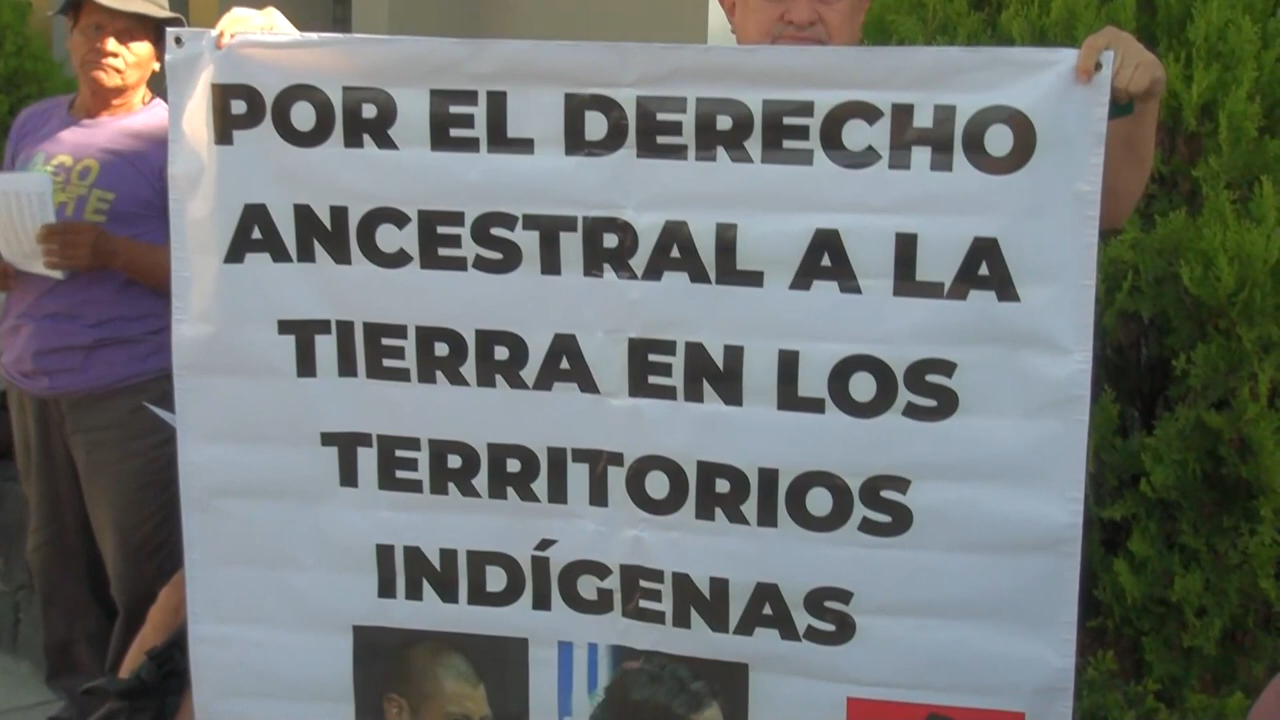 POR EL DERECHO
ANCESTRAL A LA
TIERRA EN LOS
TERRITORIOS
INDÍGENAS